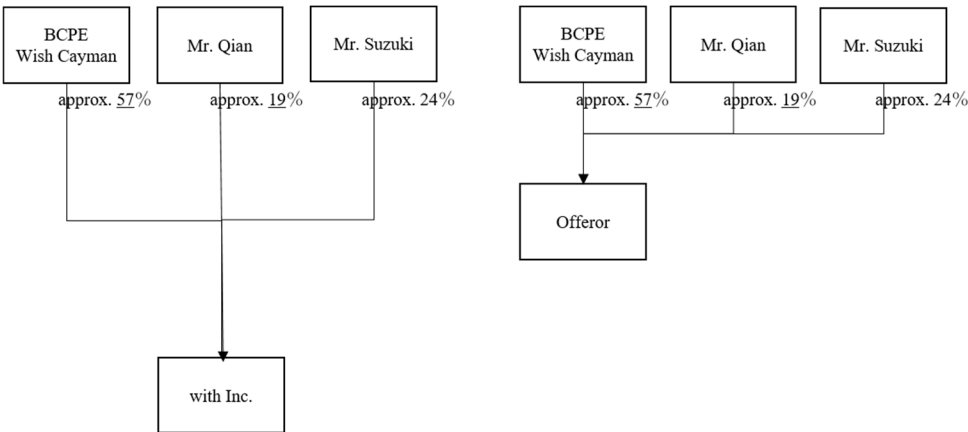 BCPE
Wish Cayman
Mr. Qian
Mr. Suzuki
approx. 57%
approx. 19%
approx. 24%
with Inc.
BCPE
Wish Cayman
Mr. Qian
Mr. Suzuki
approx. 57%
approx. 19%
approx. 24%
Offeror